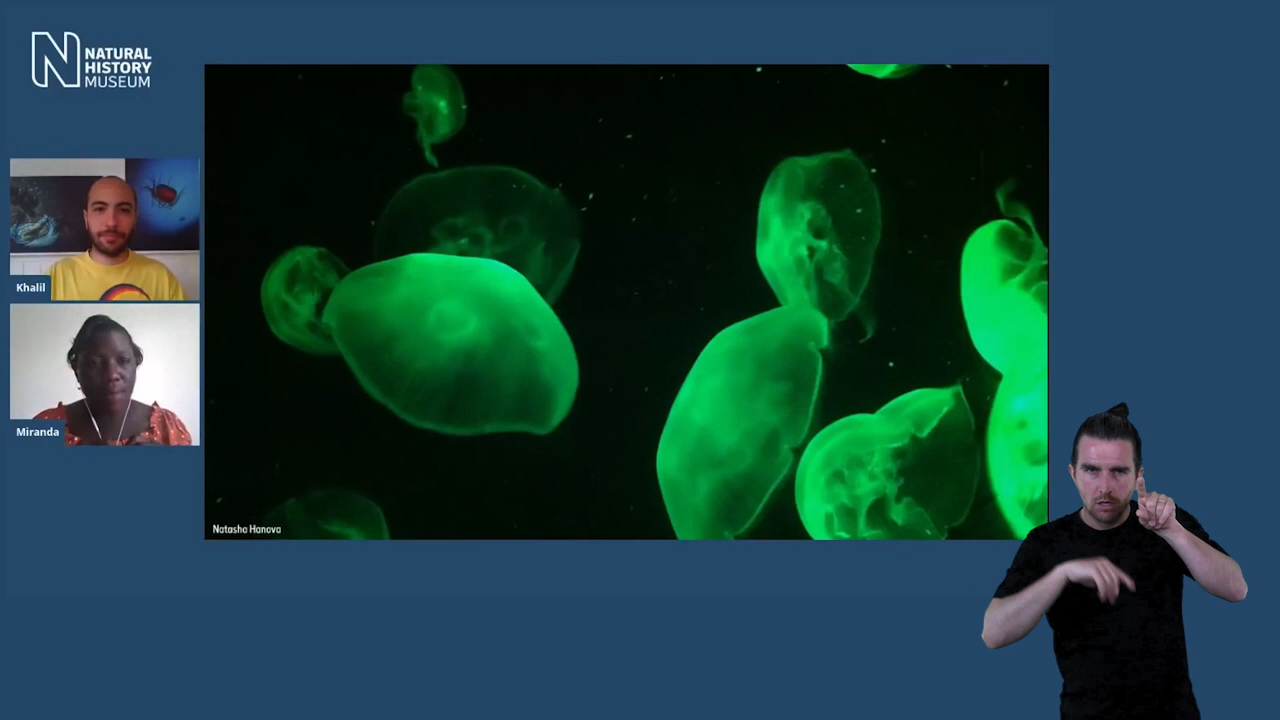 N NATURAL
HISTORY
MUSEUM
Khalil
Miranda
Natasha Hanova